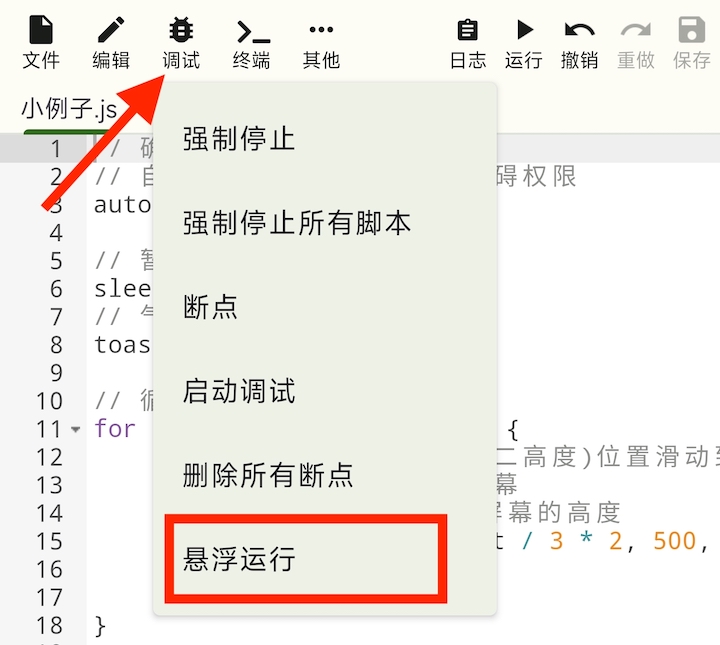 文件 编辑 调试 终端 其他 日志 运行 撤销 重做 保存
小例子.js
强制停止
强制停止所有脚本
断点
启动调试
删除所有断点
悬浮运行
1 //
2 // 自 碍权限
3 auto
4
5 // 暂
6 slee
7 //
8 toas
9
10 // 循
11 for {
12 二高度)位置滑动到
13 幕
14 屏幕的高度
15 t / 3 * 2, 500,
16
17
18 }